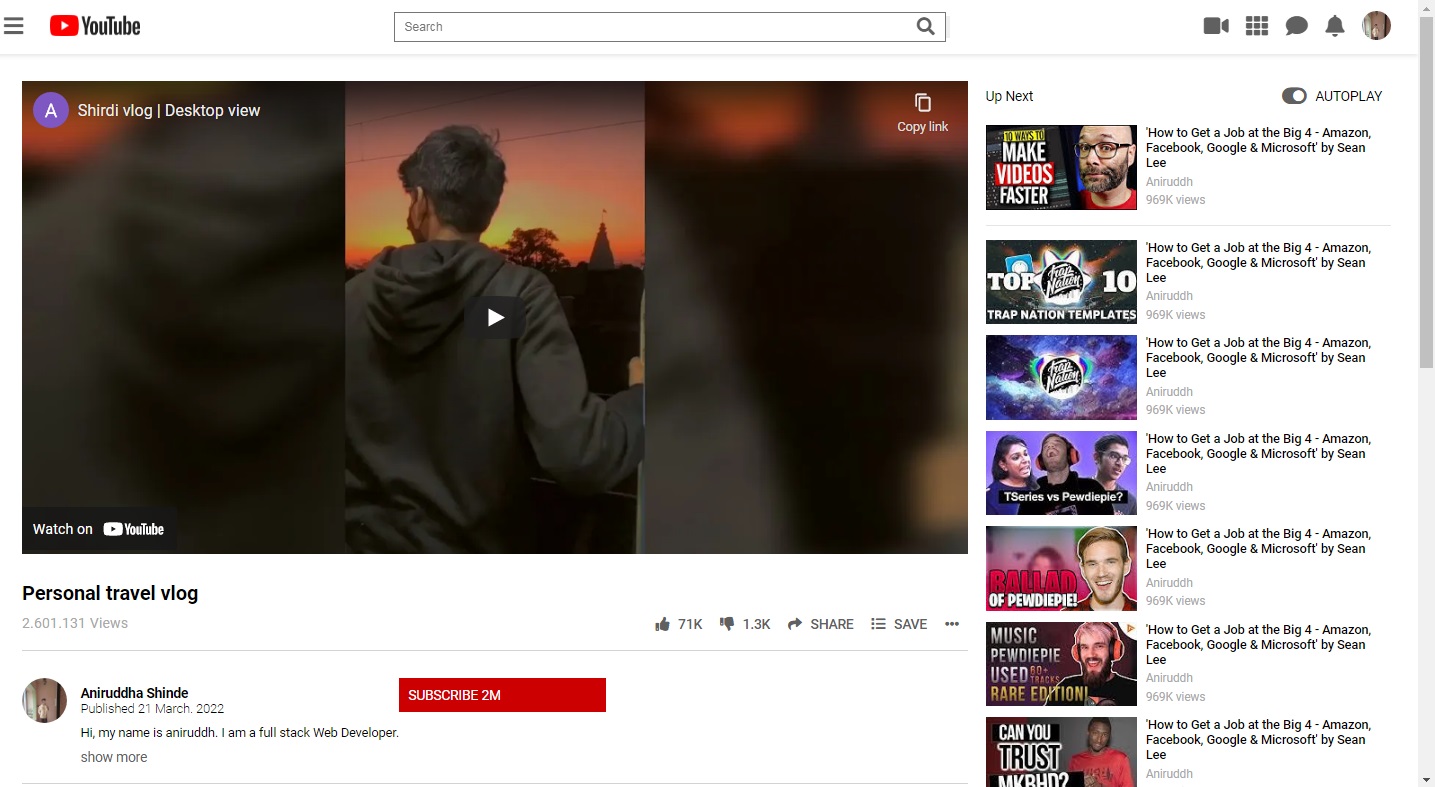 YouTube
Search
A
Shirdi vlog | Desktop view
Copy link
Watch on YouTube
Personal travel vlog
2.601.131 Views
71K
1.3K
SHARE
SAVE
Aniruddha Shinde
Published 21 March. 2022
SUBSCRIBE 2M
Hi, my name is aniruddh. I am a full stack Web Developer.
show more
Up Next
AUTOPLAY
10 WAYS TO
MAKE
VIDEOS
FASTER
'How to Get a Job at the Big 4 - Amazon,
Facebook, Google & Microsoft' by Sean
Lee
Aniruddh
969K views
TOP
Trap
Nation
10
TRAP NATION TEMPLATES
'How to Get a Job at the Big 4 - Amazon,
Facebook, Google & Microsoft' by Sean
Lee
Aniruddh
969K views
Trap
Nation
'How to Get a Job at the Big 4 - Amazon,
Facebook, Google & Microsoft' by Sean
Lee
Aniruddh
969K views
TSeries vs Pewdiepie?
'How to Get a Job at the Big 4 - Amazon,
Facebook, Google & Microsoft' by Sean
Lee
Aniruddh
969K views
BALLAD
OF PEWDIEPIE!
'How to Get a Job at the Big 4 - Amazon,
Facebook, Google & Microsoft' by Sean
Lee
Aniruddh
969K views
MUSIC
PEWDIEPIE
USED 60+
TRACKS
RARE EDITION!
'How to Get a Job at the Big 4 - Amazon,
Facebook, Google & Microsoft' by Sean
Lee
Aniruddh
969K views
CAN YOU
TRUST
MKBHD?
'How to Get a Job at the Big 4 - Amazon,
Facebook, Google & Microsoft' by Sean
Lee
Aniruddh